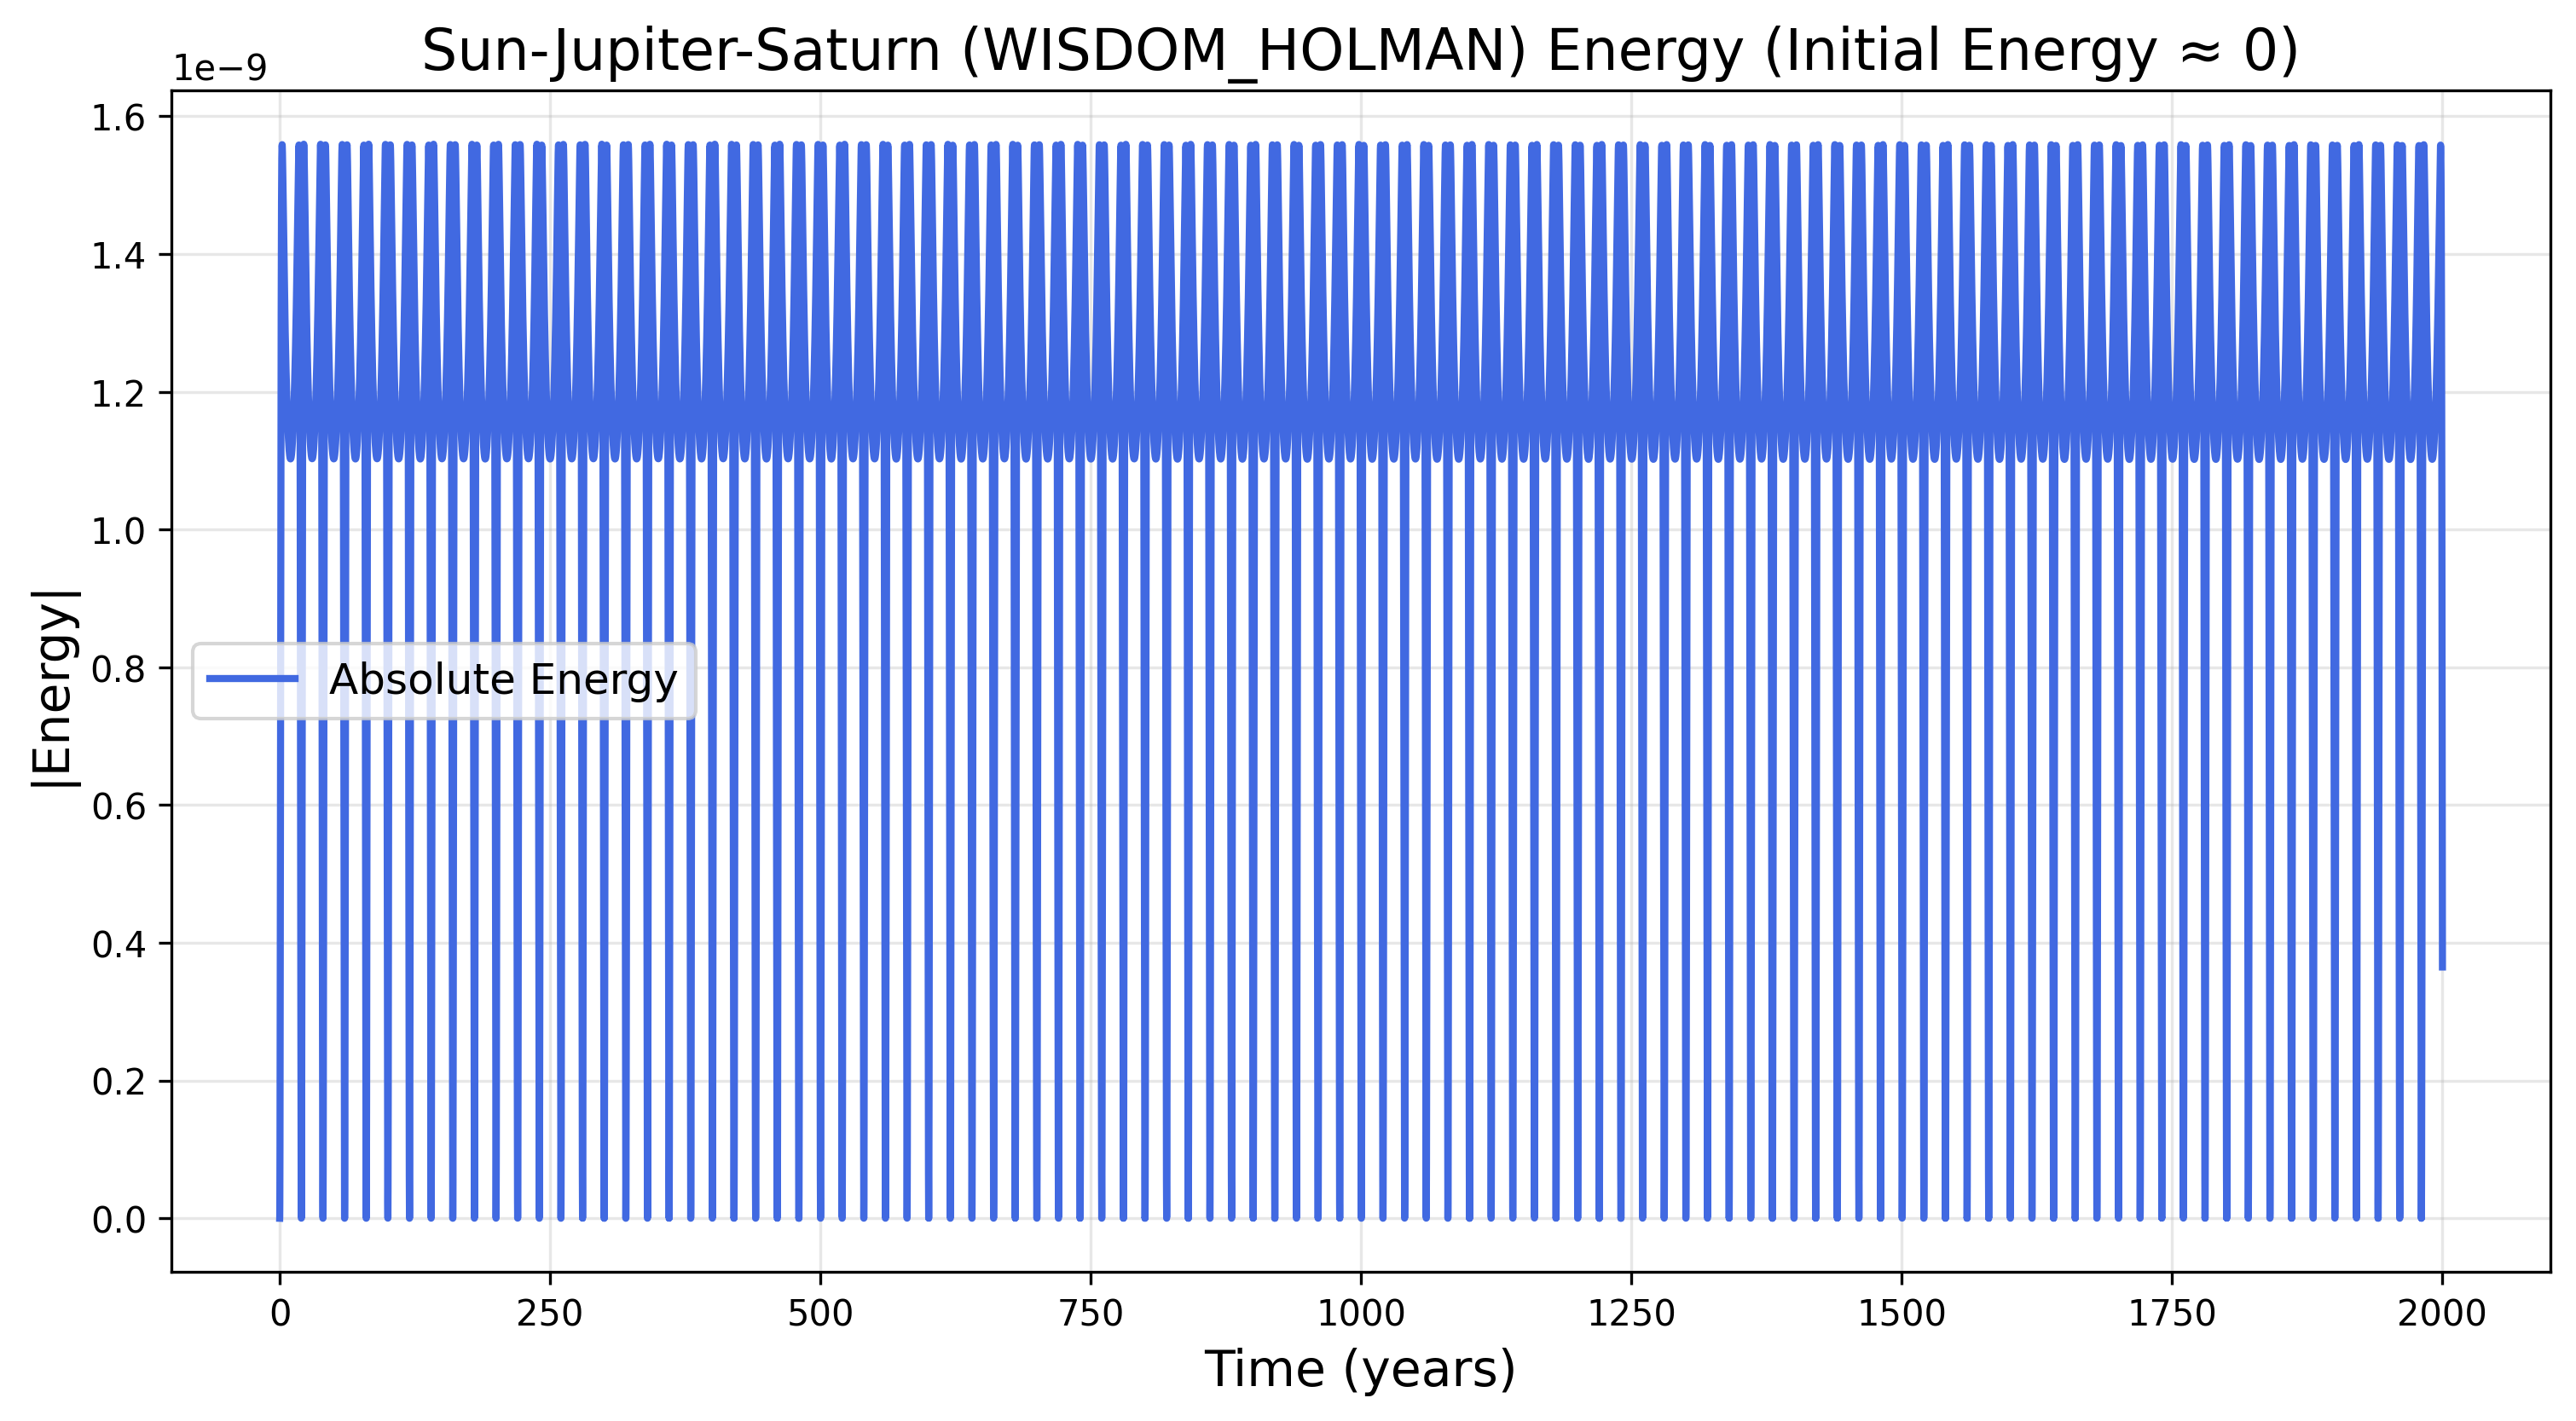 Sun-Jupiter-Saturn (WISDOM_HOLMAN) Energy (Initial Energy ≈ 0)
1e−9
1.6
1.4
1.2
1.0
0.8
0.6
0.4
0.2
0.0
|Energy|
Absolute Energy
0 250 500 750 1000 1250 1500 1750 2000
Time (years)